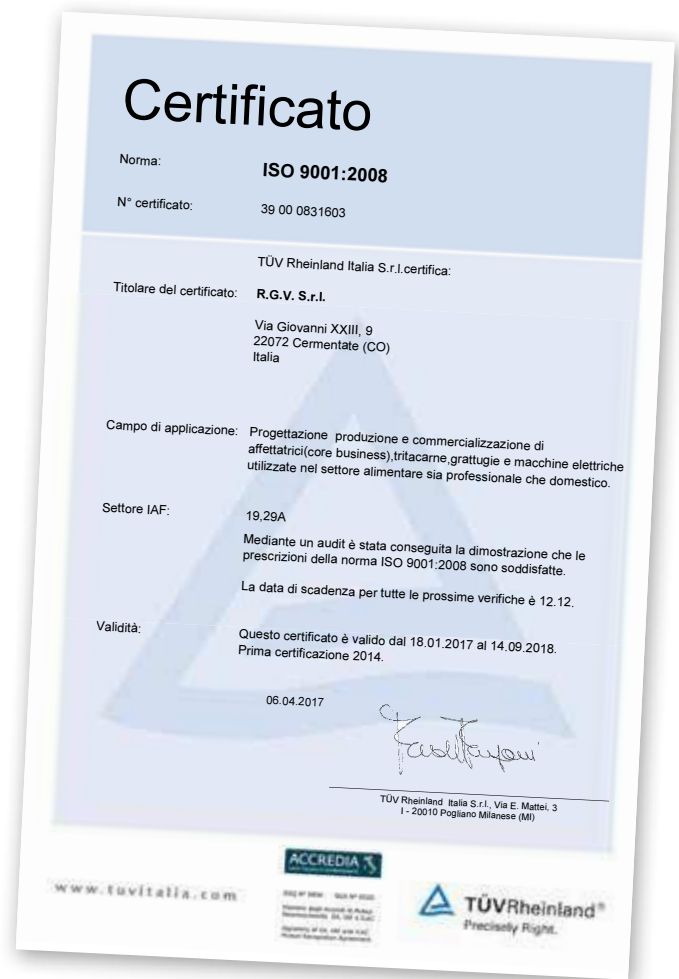 Certificato
Norma: ISO 9001:2008
N° certificato: 39 00 0831603
TÜV Rheinland Italia S.r.l.certifica:
Titolare del certificato: R.G.V. S.r.l.
Via Giovanni XXIII, 9
22072 Cermentate (CO)
Italia
Campo di applicazione: Progettazione produzione e commercializzazione di
affettatrici(core business),tritacarne,grattugie e macchine elettriche
utilizzate nel settore alimentare sia professionale che domestico.
Settore IAF: 19,29A
Mediante un audit è stata conseguita la dimostrazione che le
prescrizioni della norma ISO 9001:2008 sono soddisfatte.
La data di scadenza per tutte le prossime verifiche è 12.12.
Validità: Questo certificato è valido dal 18.01.2017 al 14.09.2018.
Prima certificazione 2014.
06.04.2017
TÜV Rheinland Italia S.r.l., Via E. Mattei, 3
I - 20010 Pogliano Milanese (MI)
ACCREDIA
www.tuvitalia.com
TÜVRheinland®
Precisely Right.